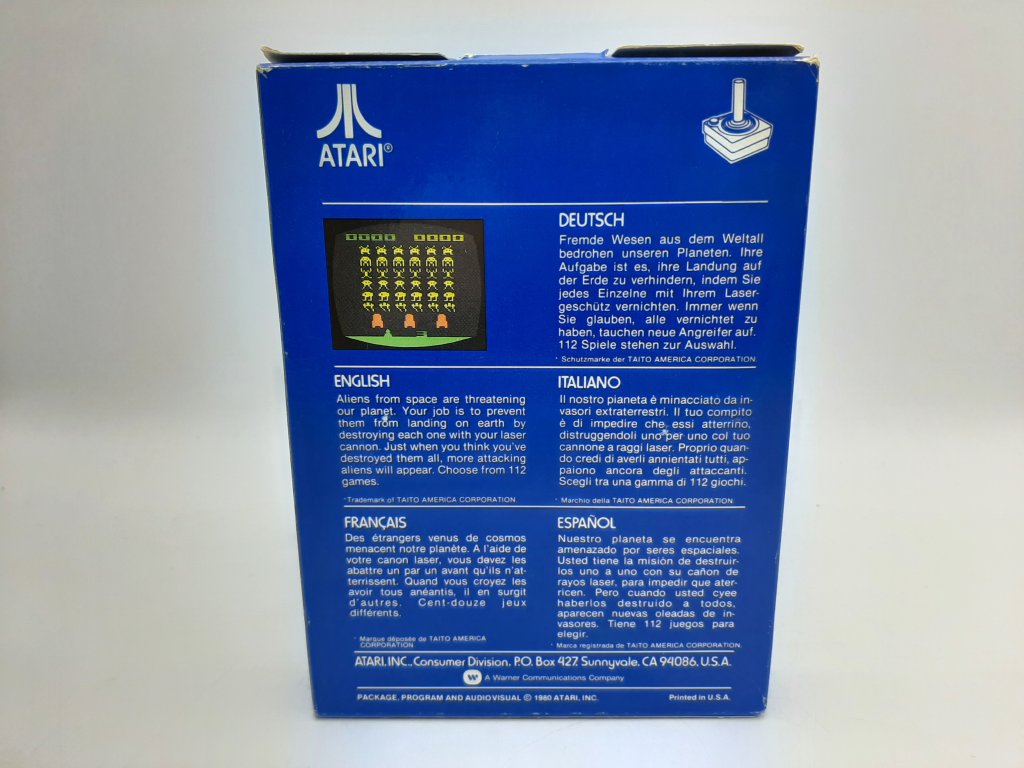 ATARI®
0000 0000
DEUTSCH
Fremde Wesen aus dem Weltall
bedrohen unseren Planeten. Ihre
Aufgabe ist es, ihre Landung auf
der Erde zu verhindern, indem Sie
jedes Einzelne mit Ihrem Laser-
geschütz vernichten. Immer wenn
Sie glauben, alle vernichtet zu
haben, tauchen neue Angreifer auf.
112 Spiele stehen zur Auswahl.
* Schutzmarke der TAITO AMERICA CORPORATION.
ENGLISH
Aliens from space are threatening
our planet. Your job is to prevent
them from landing on earth by
destroying each one with your laser
cannon. Just when you think you've
destroyed them all, more attacking
aliens will appear. Choose from 112
games.
*Trademark of TAITO AMERICA CORPORATION.
ITALIANO
Il nostro pianeta è minacciato da in-
vasori extraterrestri. Il tuo compito
è di impedire che essi atterrino,
distruggendoli uno per uno col tuo
cannone a raggi laser. Proprio quan-
do credi di averli annientati tutti, ap-
paiono ancora degli attaccanti.
Scegli tra una gamma di 112 giochi.
* Marchio della TAITO AMERICA CORPORATION.
FRANÇAIS
Des étrangers venus de cosmos
menacent notre planète. A l'aide de
votre canon laser, vous devez les
abattre un par un avant qu'ils n'at-
terrissent. Quand vous croyez les
avoir tous anéantis, il en surgit
d'autres. Cent-douze jeux
différents.
* Marque déposée de TAITO AMERICA
CORPORATION
ESPAÑOL
Nuestro planeta se encuentra
amenazado por seres espaciales.
Usted tiene la misión de destruir-
los uno a uno con su cañon de
rayos laser, para impedir que ater-
ricen. Pero cuando usted cyee
haberlos destruido a todos,
aparecen nuevas oleadas de in-
vasores. Tiene 112 juegos para
elegir.
* Marca registrada de TAITO AMERICA CORPORATION.
ATARI, INC., Consumer Division, P.O. Box 427 Sunnyvale, CA 94086, U.S.A.
A Warner Communications Company
PACKAGE, PROGRAM AND AUDIOVISUAL © 1980 ATARI, INC.
Printed in U.S.A.